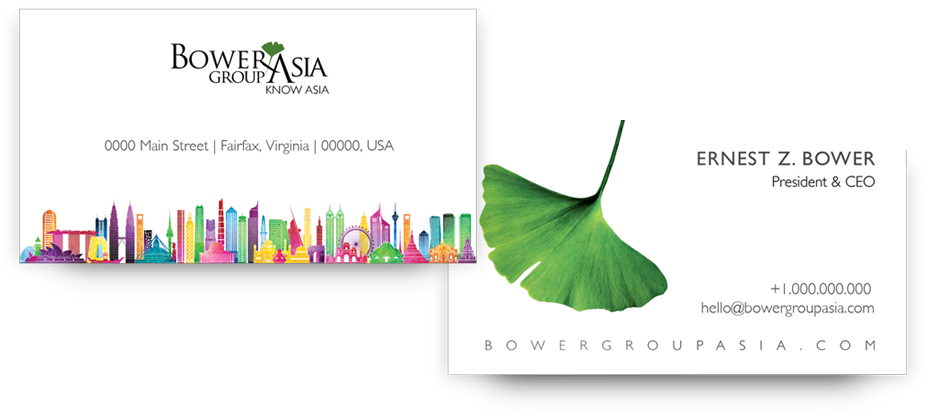 BOWER ASIA
GROUP
KNOW ASIA
0000 Main Street | Fairfax, Virginia | 00000, USA
ERNEST Z. BOWER
President & CEO
+1.000.000.000
hello@bowergroupasia.com
BOWERGROUPASIA.COM